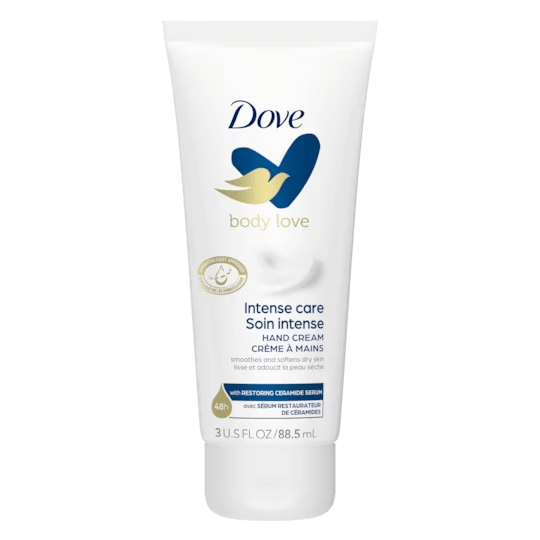 Dove
body love
Intense care
Soin intense
HAND CREAM
CRÈME À MAINS
smoothes and softens dry skin
lisse et adoucit la peau sèche
with RESTORING CERAMIDE SERUM
48h
avec SÉRUM RESTAURATEUR
DE CÉRAMIDES
3 U.S FL OZ/88.5 mL